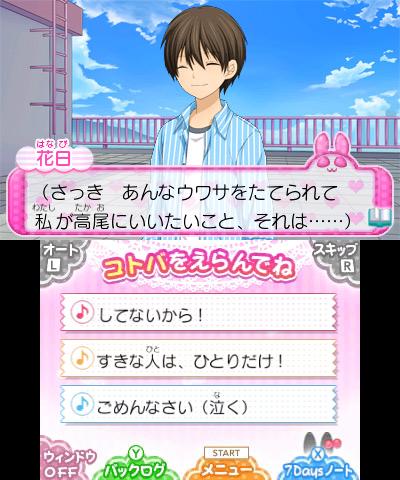 はなび
花日
（さっき　あんなウワサをたてられて
わたし　たかお
私が高尾にいいたいこと、それは……）
オート
L
スキップ
R
コトバをえらんでね
してないから！
ひと
すきな人は、ひとりだけ！
な
ごめんなさい（泣く）
ウィンドウ
OFF
Y
バックログ
START
メニュー
X
7Daysノート